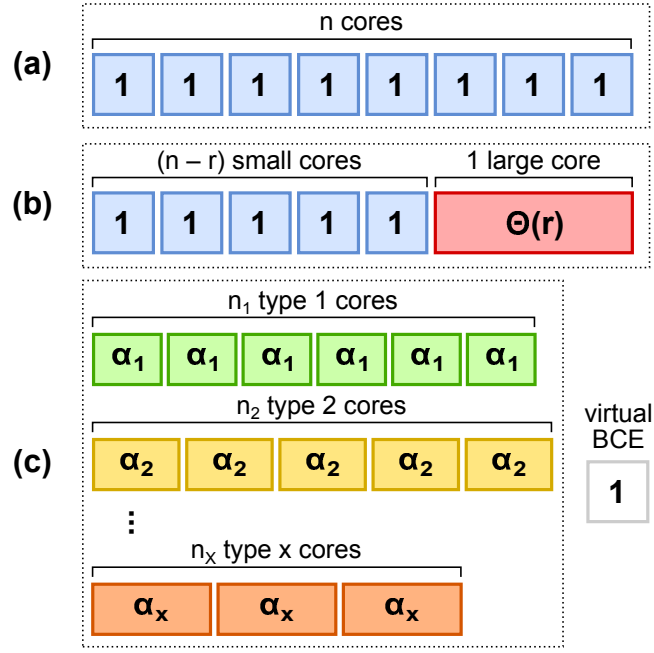 n cores
(a)
1 1 1 1 1 1 1 1
(n – r) small cores
1 large core
(b)
1 1 1 1 1
Θ(r)
n₁ type 1 cores
α₁ α₁ α₁ α₁ α₁ α₁
n₂ type 2 cores
(c)
α₂ α₂ α₂ α₂ α₂
⋮
nₓ type x cores
αₓ αₓ αₓ
virtual
BCE
1